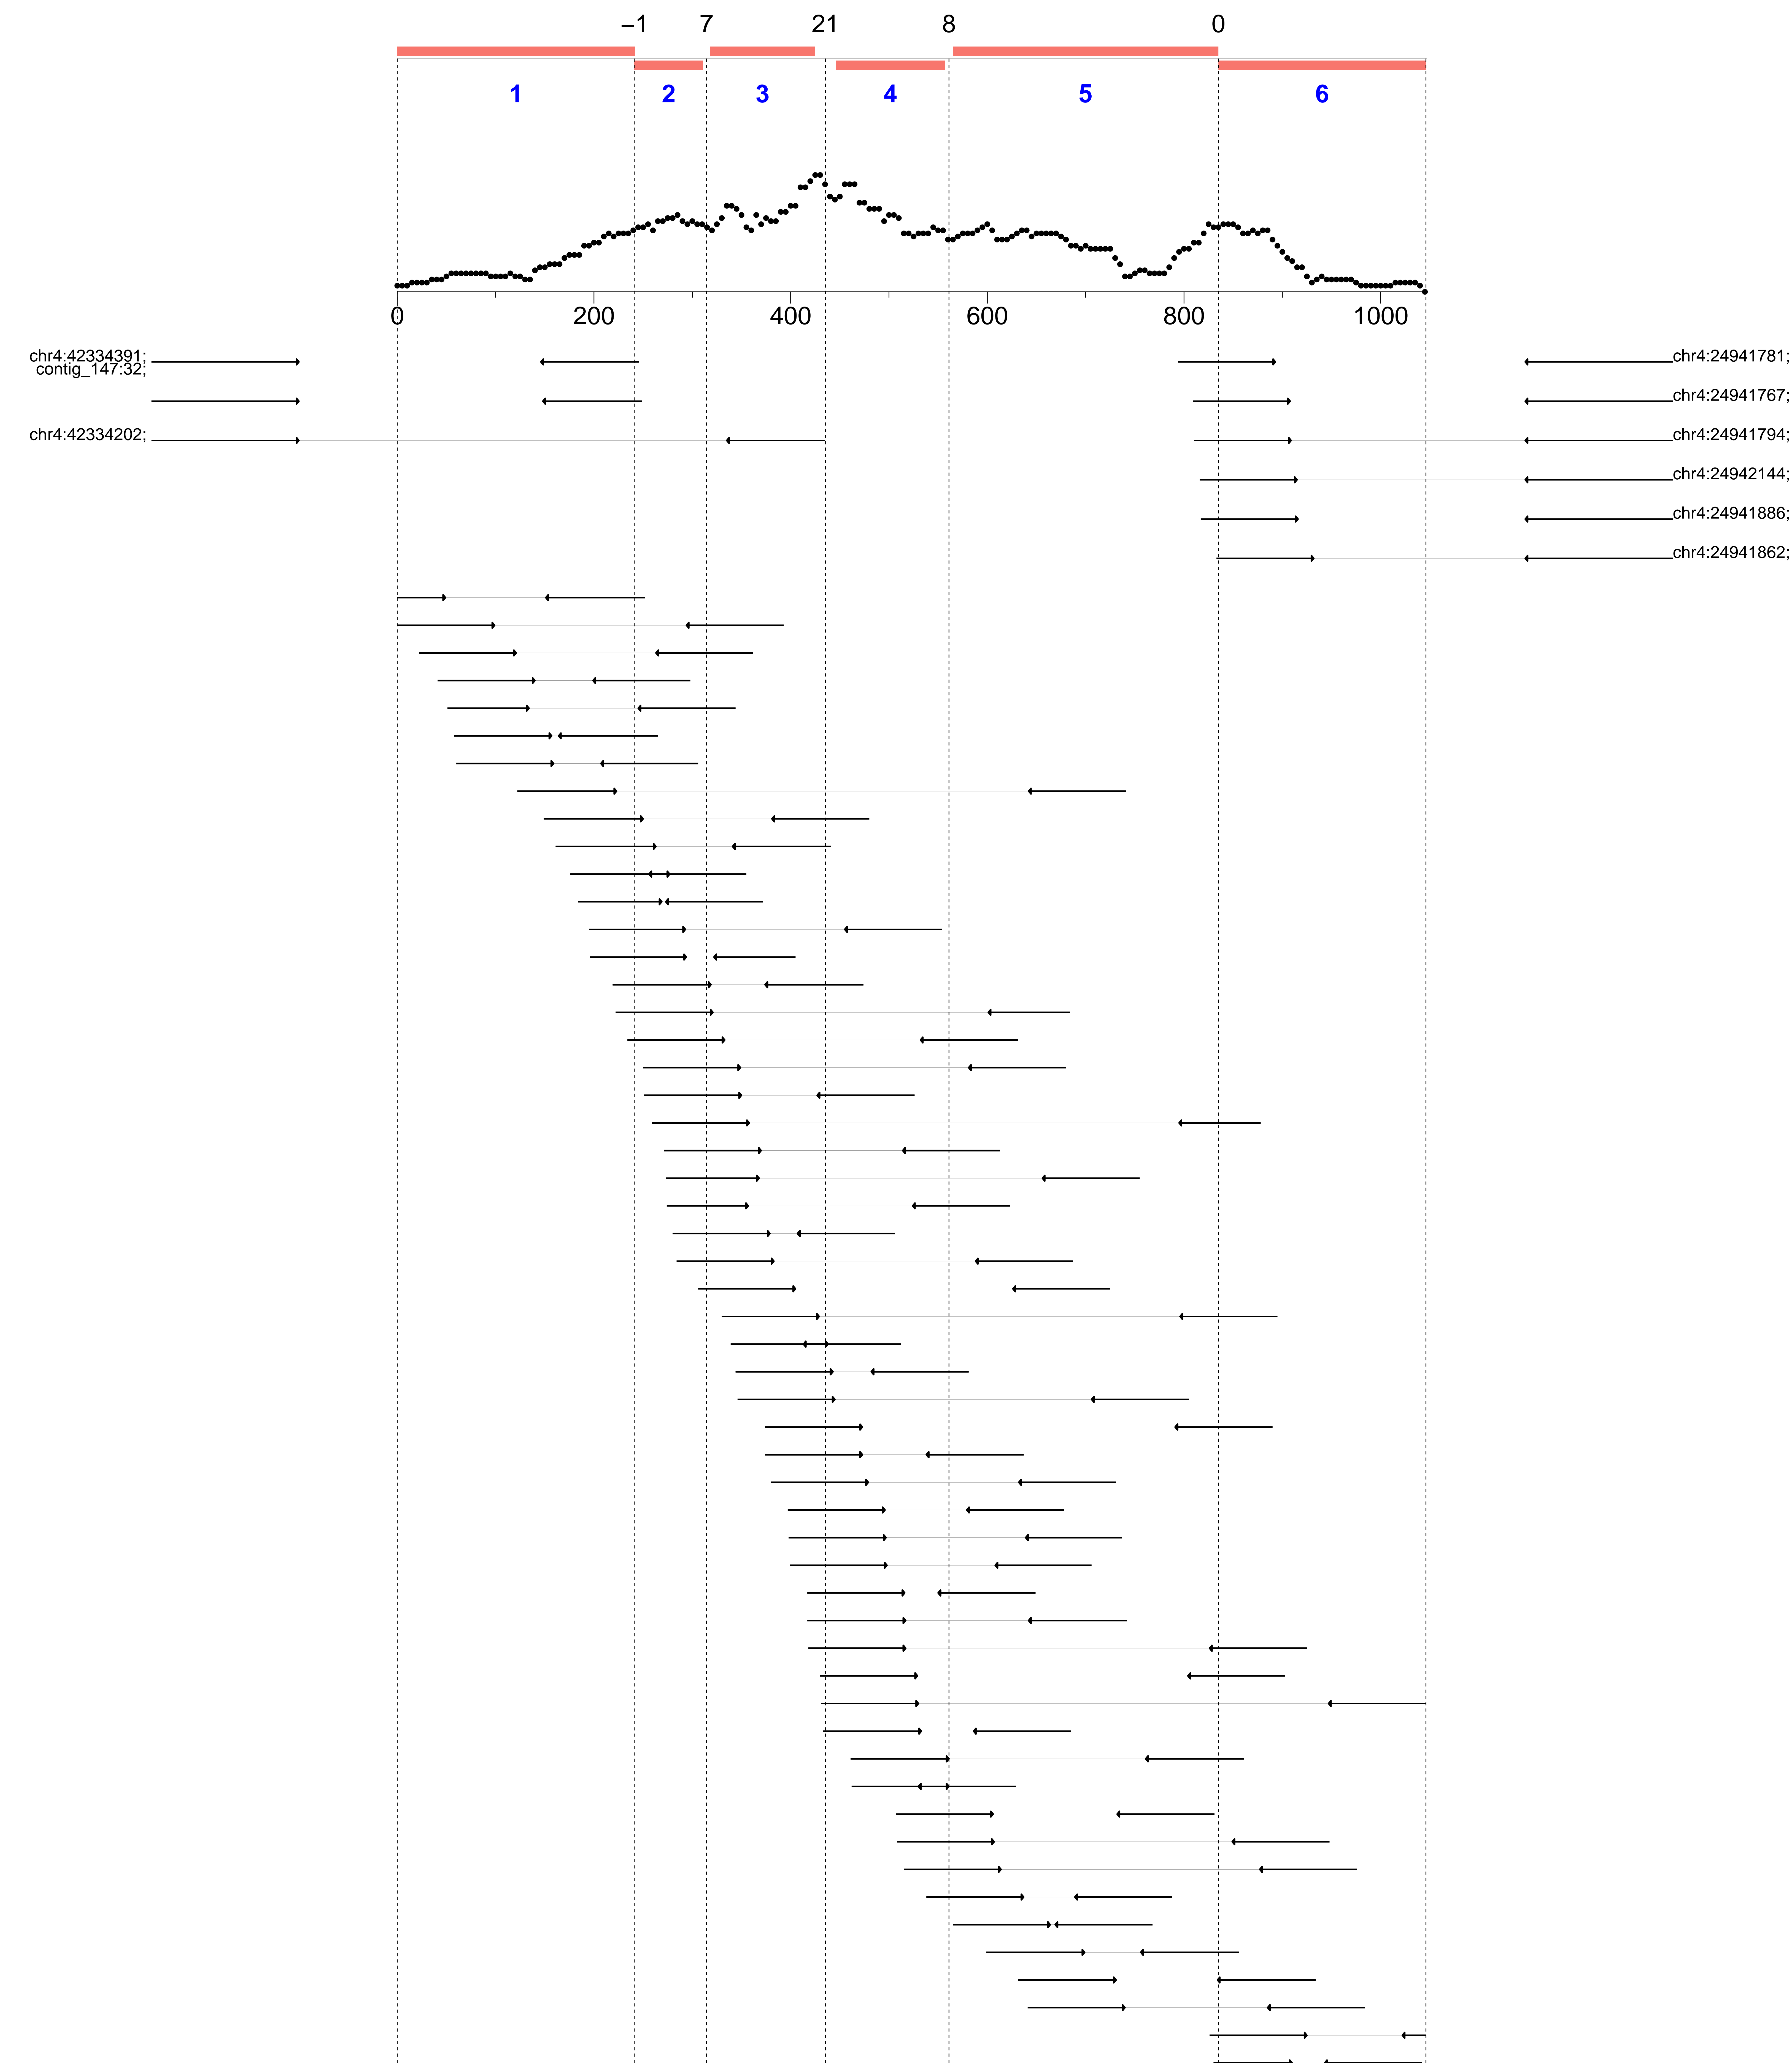 –1 7 21 8 0
1 2 3 4 5 6
0 200 400 600 800 1000
chr4:42334391; chr4:24941781;
contig_147:32;
chr4:24941767;
chr4:42334202; chr4:24941794;
chr4:24942144;
chr4:24941886;
chr4:24941862;